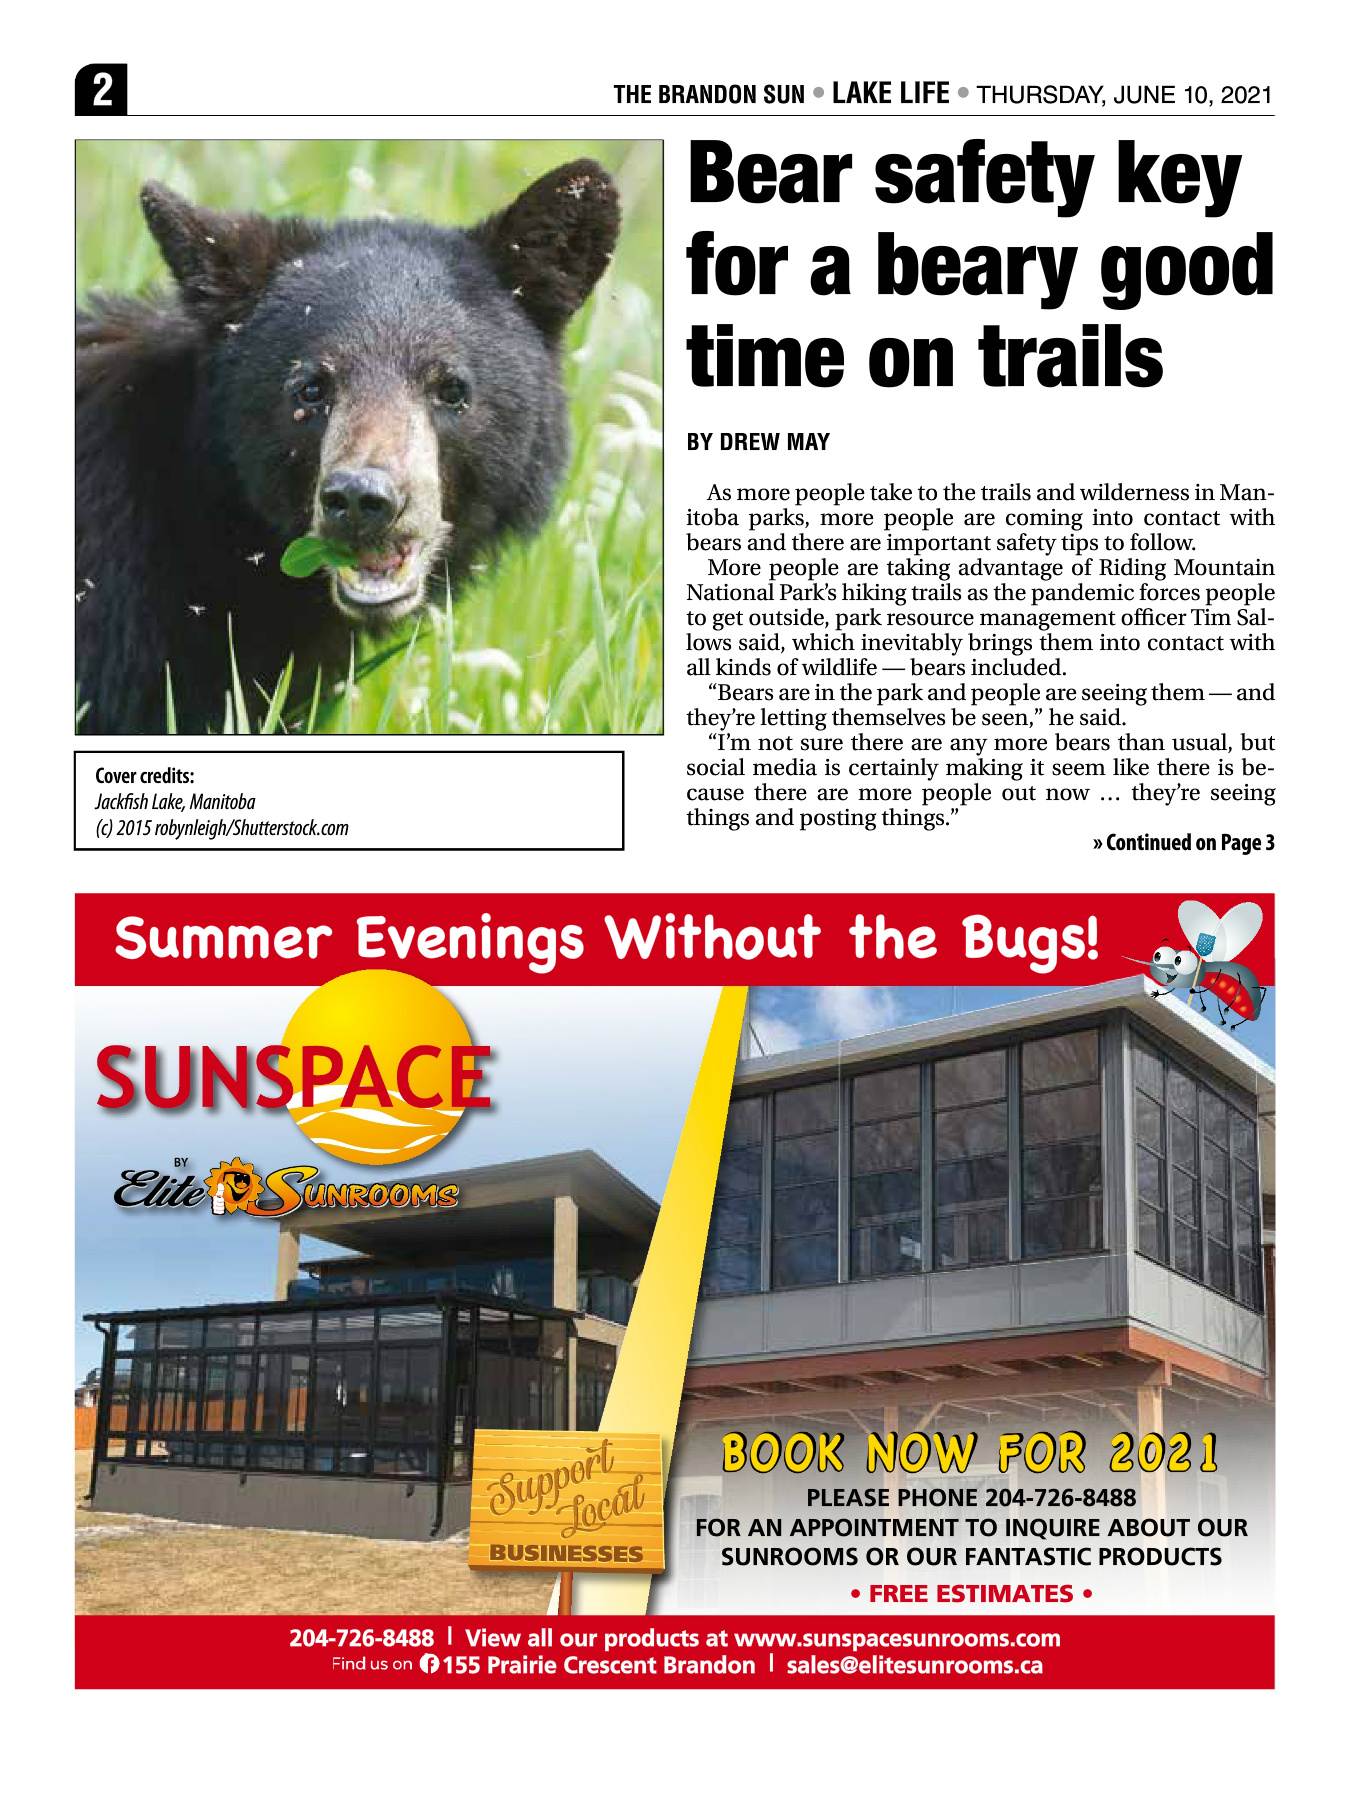 2
THE BRANDON SUN • LAKE LIFE • THURSDAY, JUNE 10, 2021
Bear safety key
for a beary good
time on trails
BY DREW MAY
As more people take to the trails and wilderness in Man-
itoba parks, more people are coming into contact with
bears and there are important safety tips to follow.
More people are taking advantage of Riding Mountain
National Park’s hiking trails as the pandemic forces people
to get outside, park resource management officer Tim Sal-
lows said, which inevitably brings them into contact with
all kinds of wildlife — bears included.
“Bears are in the park and people are seeing them — and
they’re letting themselves be seen,” he said.
“I’m not sure there are any more bears than usual, but
social media is certainly making it seem like there is be-
cause there are more people out now … they’re seeing
things and posting things.”
» Continued on Page 3
Cover credits:
Jackfish Lake, Manitoba
(c) 2015 robynleigh/Shutterstock.com
Summer Evenings Without the Bugs!
SUNSPACE
BY
Elite SUNROOMS
Support
Local
BUSINESSES
BOOK NOW FOR 2021
PLEASE PHONE 204-726-8488
FOR AN APPOINTMENT TO INQUIRE ABOUT OUR
SUNROOMS OR OUR FANTASTIC PRODUCTS
• FREE ESTIMATES •
204-726-8488 | View all our products at www.sunspacesunrooms.com
Find us on 155 Prairie Crescent Brandon | sales@elitesunrooms.ca